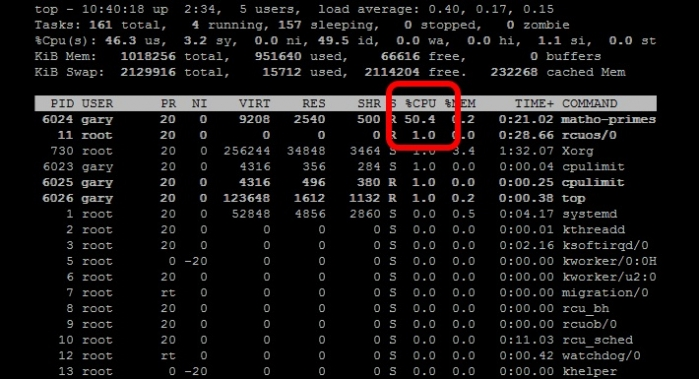 top - 10:40:18 up  2:34,  5 users,  load average: 0.40, 0.17, 0.15
Tasks: 161 total,   4 running, 157 sleeping,   0 stopped,   0 zombie
%Cpu(s): 46.3 us,  3.2 sy,  0.0 ni, 49.5 id,  0.0 wa,  0.0 hi,  1.1 si,  0.0 st
KiB Mem:   1018256 total,   951640 used,    66616 free,        0 buffers
KiB Swap:  2129916 total,    15712 used,  2114204 free.   232268 cached Mem
PID USER      PR  NI    VIRT    RES    SHR S  %CPU %MEM     TIME+ COMMAND
6024 gary      20   0    9208   2540    500 R  50.4  0.2   0:21.02 matho-primes
11 root      20   0       0      0      0 R   1.0  0.0   0:28.66 rcuos/0
730 root      20   0  256244  34848   3464 S   1.0  3.4   1:32.07 Xorg
6023 gary      20   0    4316    356    284 S   1.0  0.0   0:00.04 cpulimit
6025 gary      20   0    4316    496    380 R   1.0  0.0   0:00.25 cpulimit
6026 gary      20   0  123648   1612   1132 R   1.0  0.2   0:00.38 top
1 root      20   0   52848   4856   2860 S   0.0  0.5   0:04.17 systemd
2 root      20   0       0      0      0 S   0.0  0.0   0:00.01 kthreadd
3 root      20   0       0      0      0 S   0.0  0.0   0:02.16 ksoftirqd/0
5 root       0 -20       0      0      0 S   0.0  0.0   0:00.00 kworker/0:0H
6 root      20   0       0      0      0 S   0.0  0.0   0:00.00 kworker/u2:0
7 root      rt   0       0      0      0 S   0.0  0.0   0:00.00 migration/0
8 root      20   0       0      0      0 S   0.0  0.0   0:00.00 rcu_bh
9 root      20   0       0      0      0 S   0.0  0.0   0:00.00 rcuob/0
10 root      20   0       0      0      0 S   0.0  0.0   0:11.03 rcu_sched
12 root      rt   0       0      0      0 S   0.0  0.0   0:00.42 watchdog/0
13 root       0 -20       0      0      0 S   0.0  0.0   0:00.00 khelper